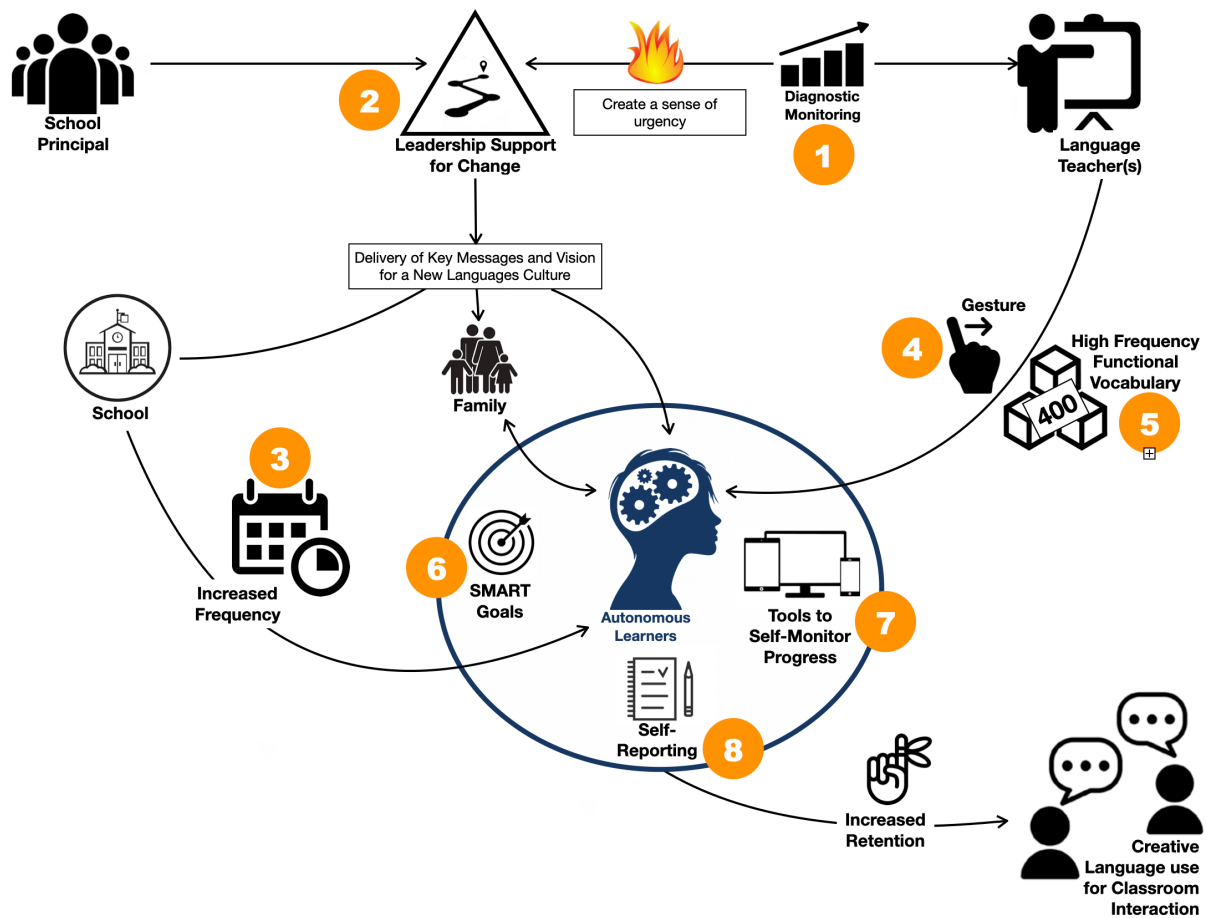 School
Principal
2
Leadership Support
for Change
Create a sense of
urgency
Diagnostic
Monitoring
1
Language
Teacher(s)
Delivery of Key Messages and Vision
for a New Languages Culture
School
Family
Gesture
4
High Frequency
Functional
Vocabulary
400
5
3
Increased
Frequency
6
SMART
Goals
Autonomous
Learners
Tools to
Self-Monitor
Progress
7
Self-
Reporting
8
Increased
Retention
Creative
Language use
for Classroom
Interaction